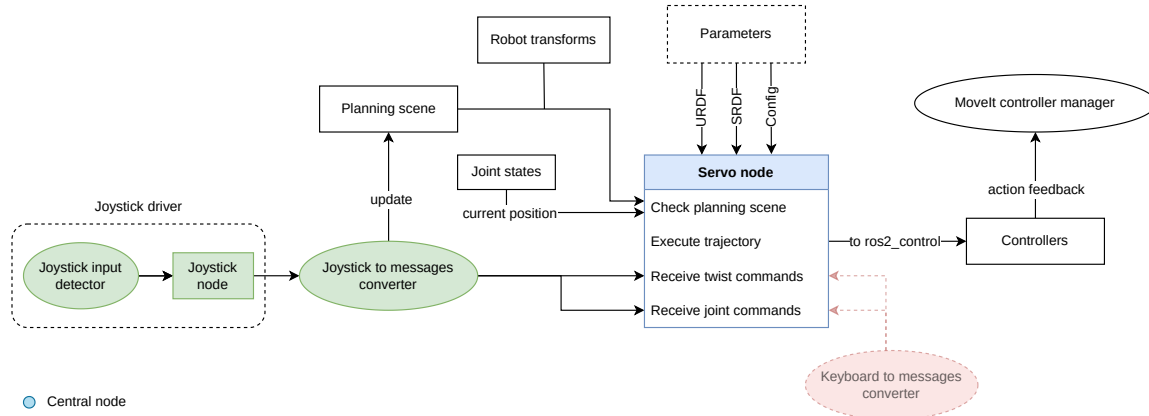 Robot transforms
Parameters
Planning scene
URDF
SRDF
Config
MoveIt controller manager
Joint states
Servo node
update
current position
Check planning scene
action feedback
Joystick driver
Execute trajectory
to ros2_control
Controllers
Joystick input
detector
Joystick
node
Joystick to messages
converter
Receive twist commands
Receive joint commands
Keyboard to messages
converter
Central node